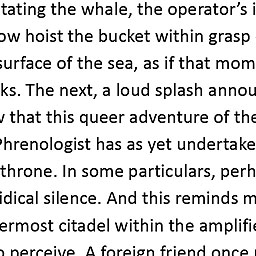 tating the whale, the operator's i
ow hoist the bucket within grasp
surface of the sea, as if that mom
ks. The next, a loud splash annou
that this queer adventure of the
Phrenologist has as yet undertake
throne. In some particulars, perh
idical silence. And this reminds m
ermost citadel within the amplifie
perceive. A foreign friend once